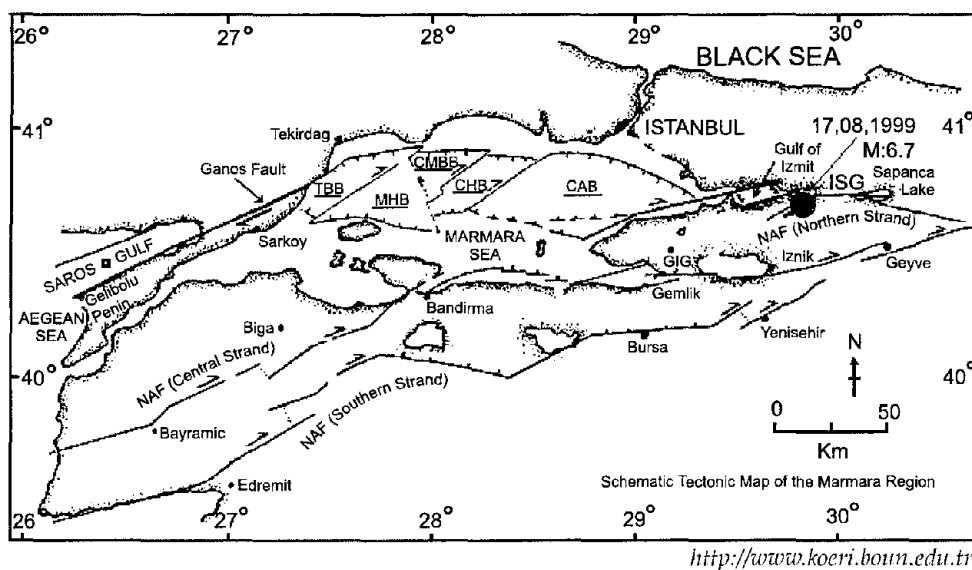 26° 27° 28° 29° 30°
BLACK SEA
41°
ISTANBUL
17,08,1999
41°
M:6.7
Tekirdag
Gulf of
Izmit
ISG
Sapanca
Lake
Ganos Fault
CMBB
TBB
CHB
CAB
MHB
NAF (Northern Strand)
SAROS GULF
Sarkoy
MARMARA
SEA
GIG
Iznik
Geyve
Gelibolu
Penin.
Gemlik
AEGEAN
SEA
Bandirma
Biga
Bursa
Yenisehir
N
40°
NAF (Central Strand)
40°
NAF (Southern Strand)
0 50
Km
Bayramic
Edremit
Schematic Tectonic Map of the Marmara Region
26° 27° 28° 29° 30°
http://www.koeri.boun.edu.tr